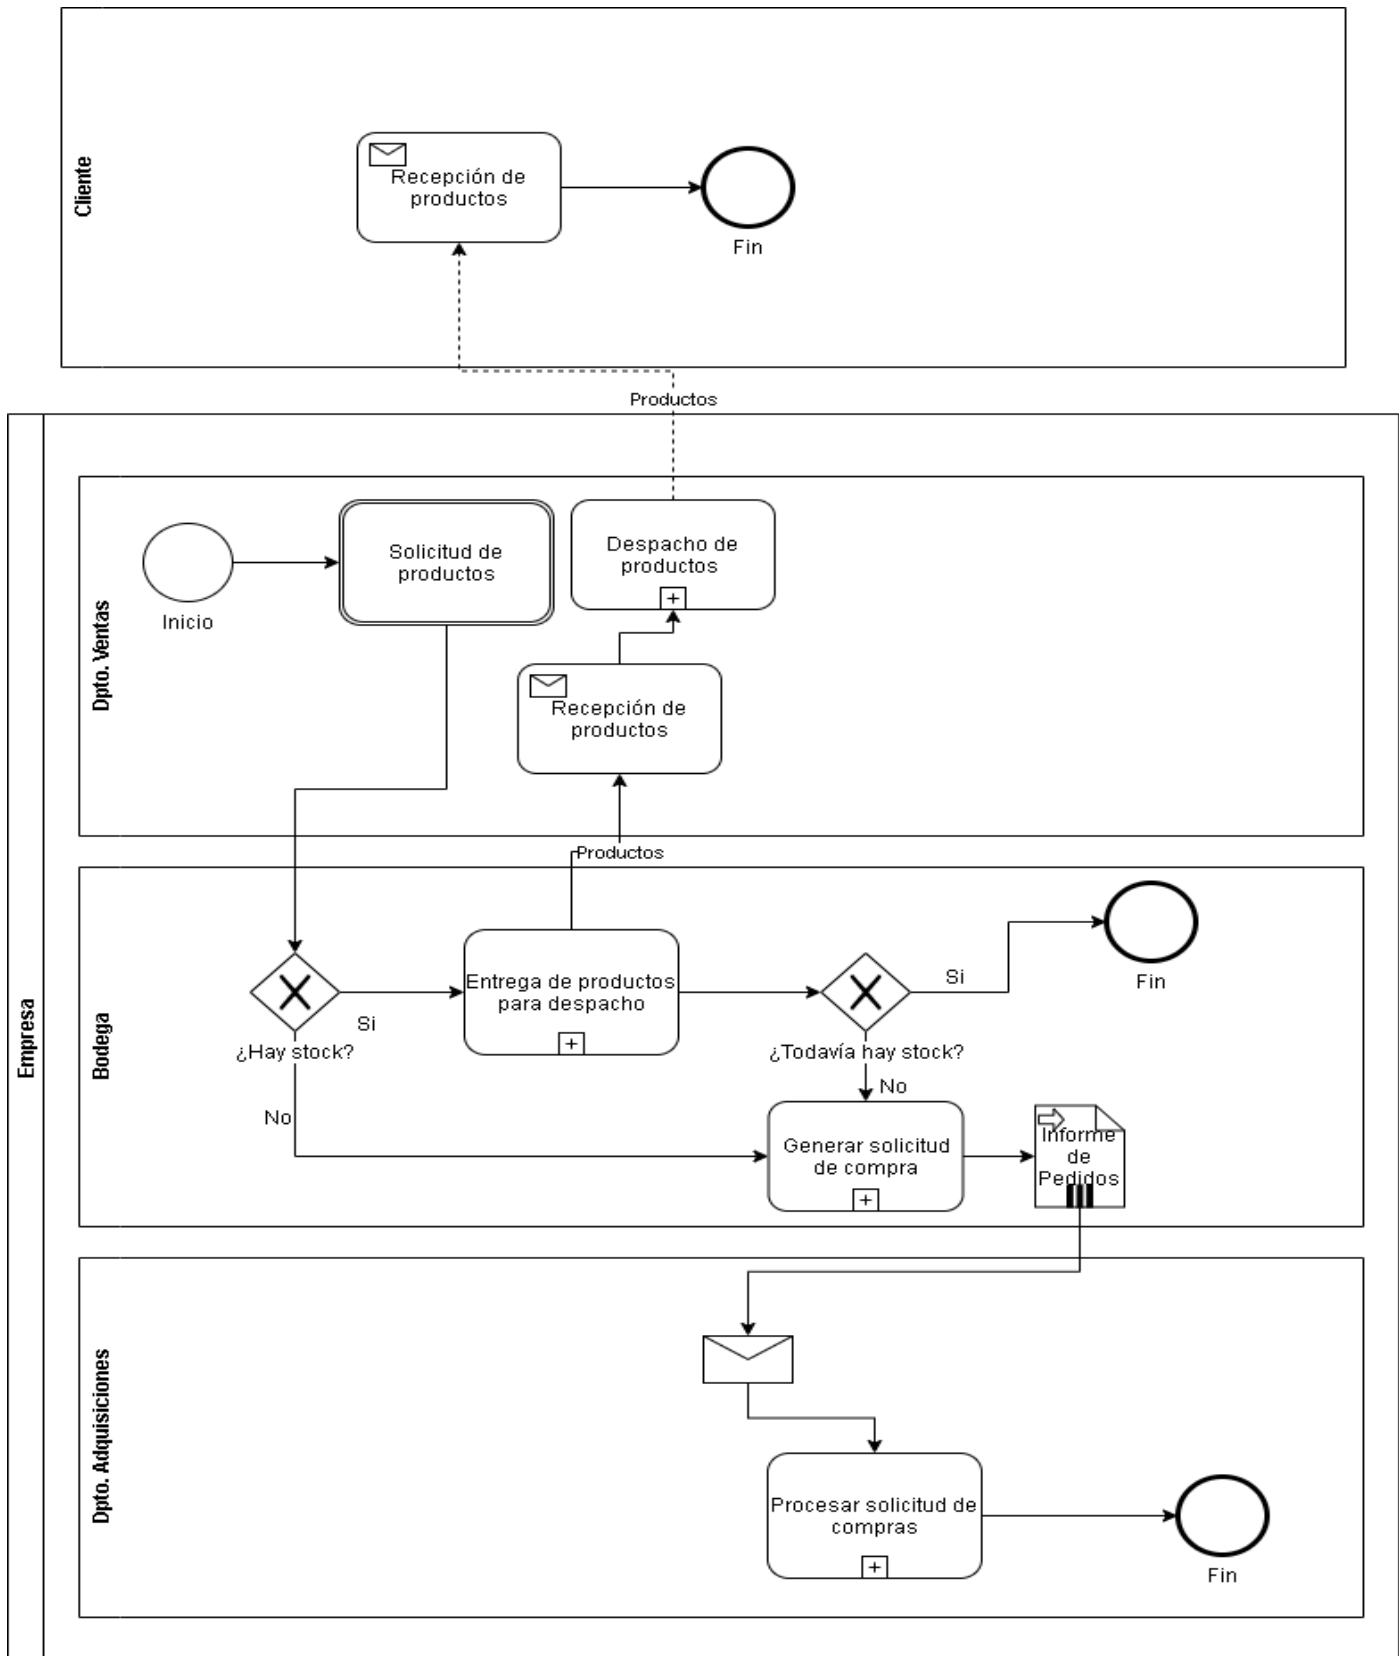 Cliente
Recepción de
productos
Fin
Productos
Empresa
Dpto. Ventas
Inicio
Solicitud de
productos
Despacho de
productos
Recepción de
productos
Productos
Bodega
¿Hay stock?
Si
No
Entrega de productos
para despacho
¿Todavía hay stock?
Si
No
Fin
Generar solicitud
de compra
Informe
de
Pedidos
Dpto. Adquisiciones
Procesar solicitud de
compras
Fin